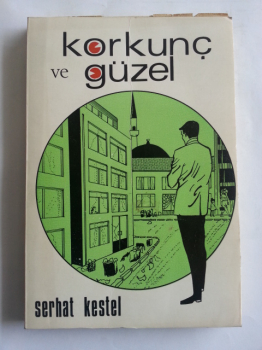 korkunç
ve güzel
serhat kestel